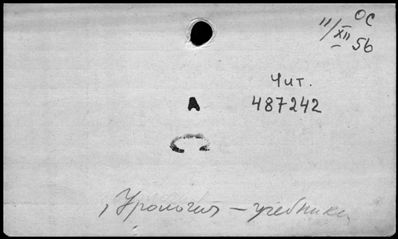 ОС
11/XII
56
Чит.
487242
А
С
Урология – учебники